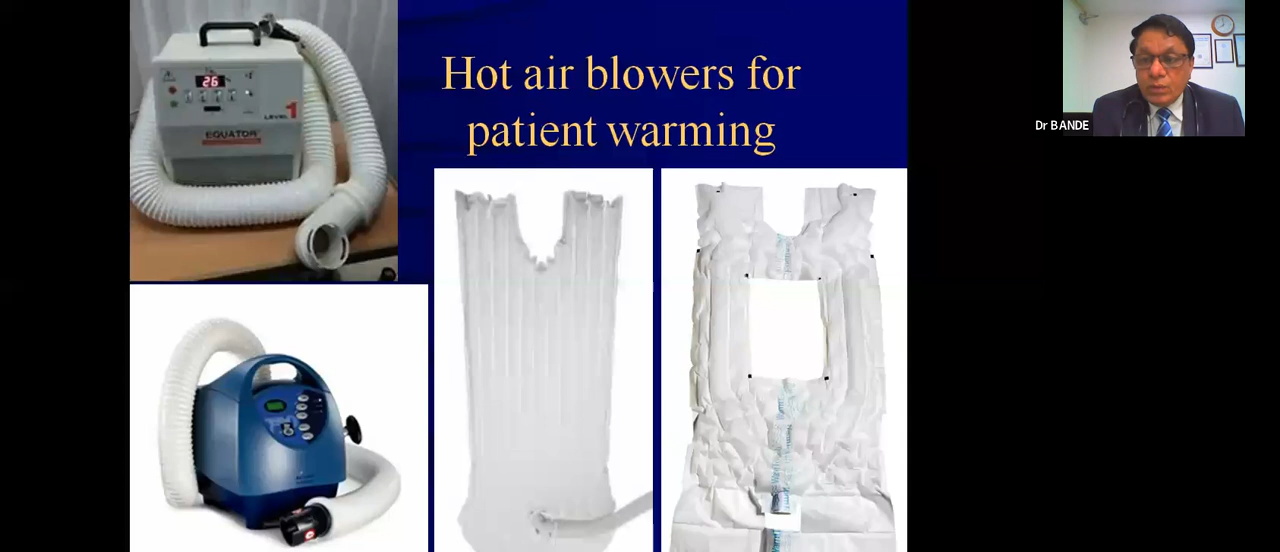 Hot air blowers for
patient warming
Dr BANDE
26
LEVEL 1
EQUATOR